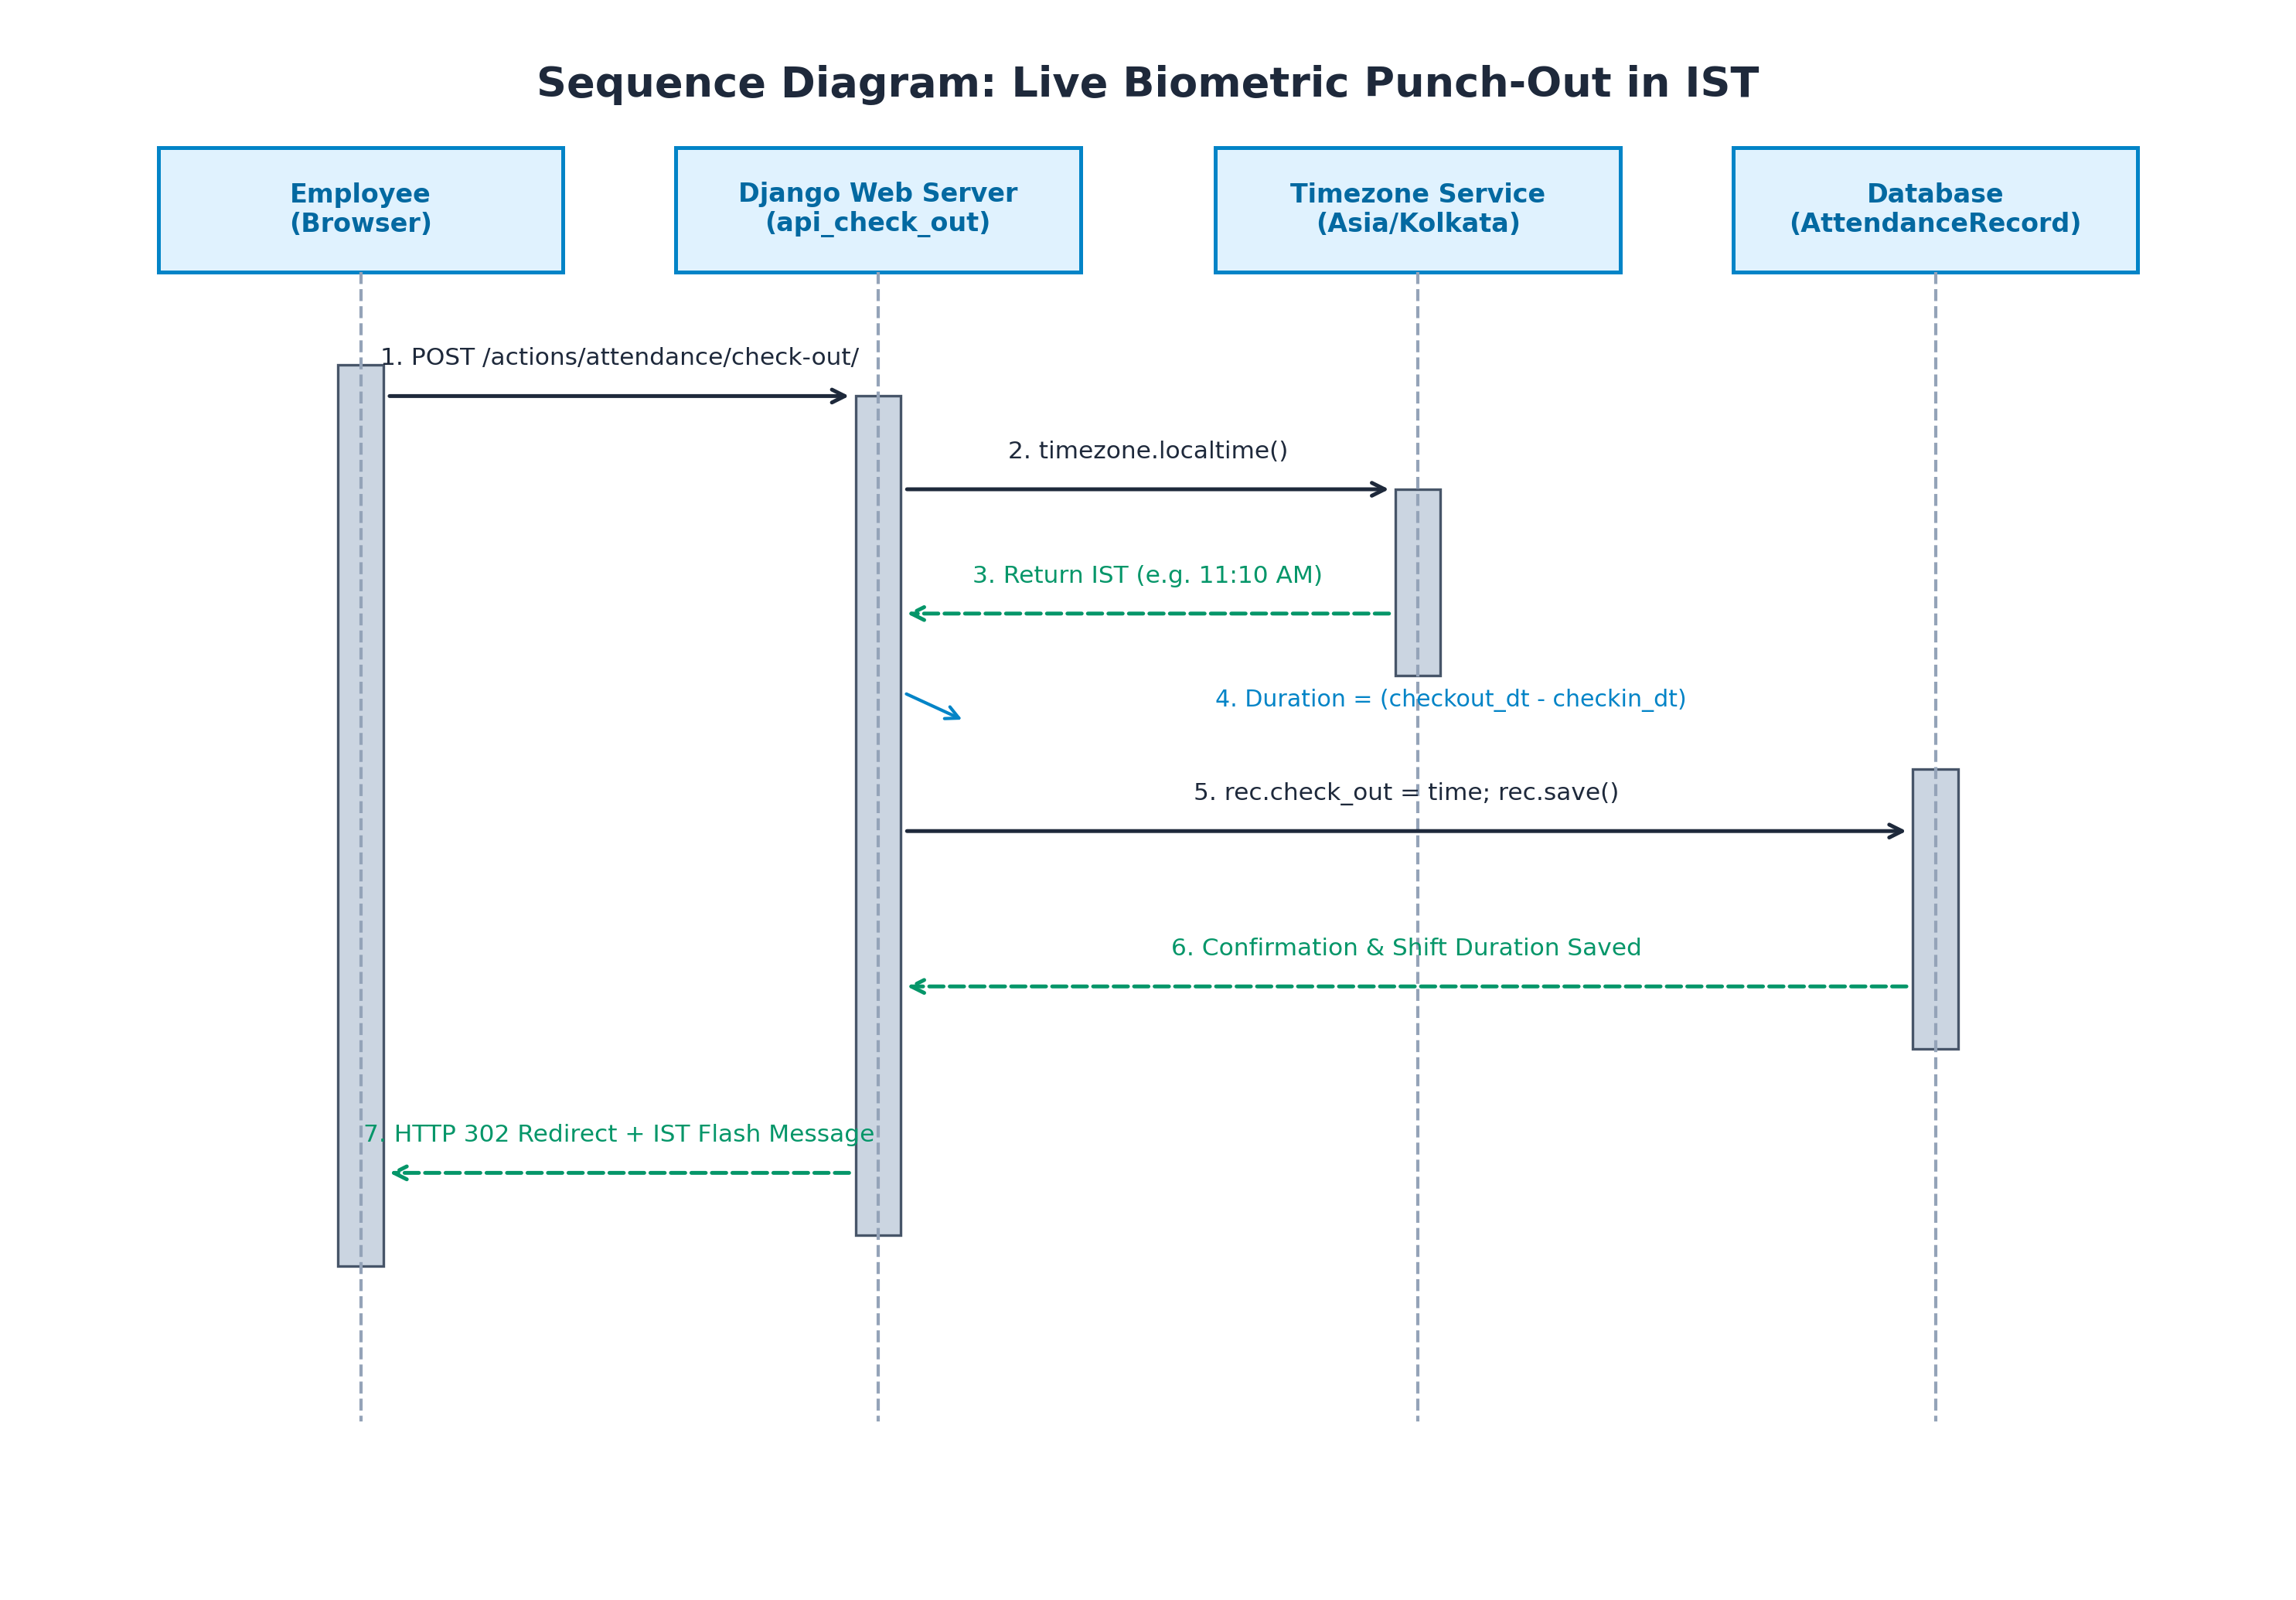 Sequence Diagram: Live Biometric Punch-Out in IST
Employee
(Browser)
Django Web Server
(api_check_out)
Timezone Service
(Asia/Kolkata)
Database
(AttendanceRecord)
1. POST /actions/attendance/check-out/
2. timezone.localtime()
3. Return IST (e.g. 11:10 AM)
4. Duration = (checkout_dt - checkin_dt)
5. rec.check_out = time; rec.save()
6. Confirmation & Shift Duration Saved
7. HTTP 302 Redirect + IST Flash Message